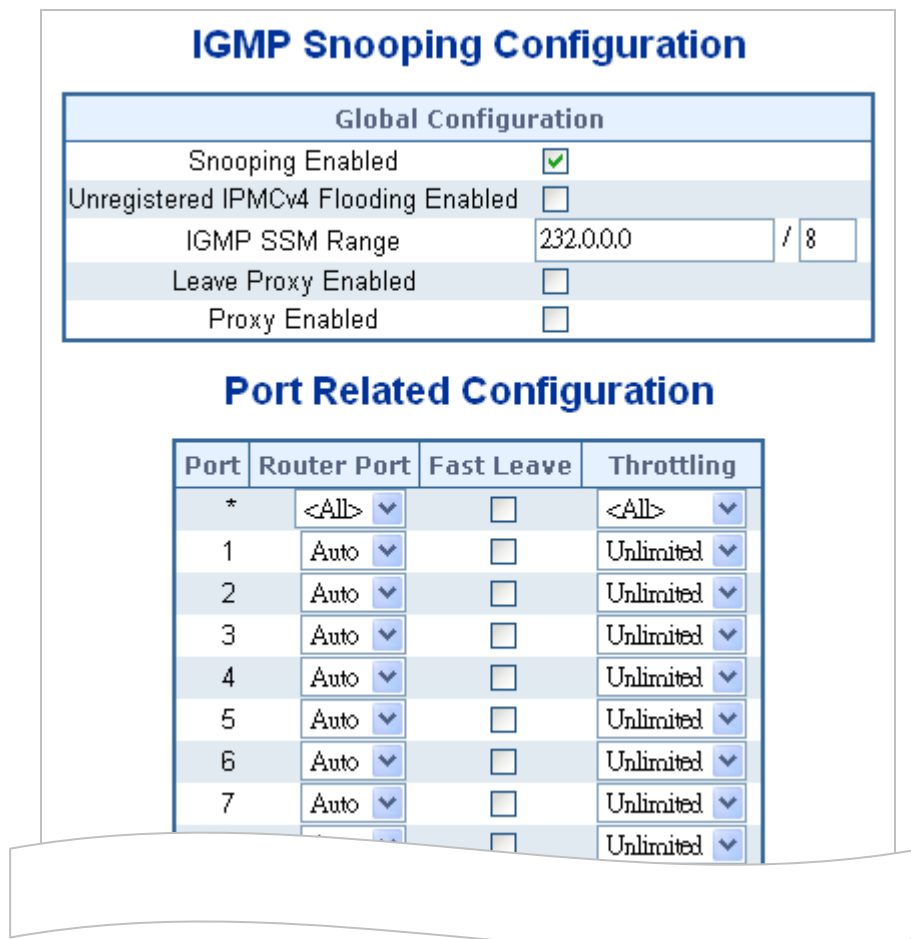 IGMP Snooping Configuration
Global Configuration
Snooping Enabled
Unregistered IPMCv4 Flooding Enabled
IGMP SSM Range 232.0.0.0 / 8
Leave Proxy Enabled
Proxy Enabled
Port Related Configuration
Port Router Port Fast Leave Throttling
* <All> <All>
1 Auto Unlimited
2 Auto Unlimited
3 Auto Unlimited
4 Auto Unlimited
5 Auto Unlimited
6 Auto Unlimited
7 Auto Unlimited
Unlimited